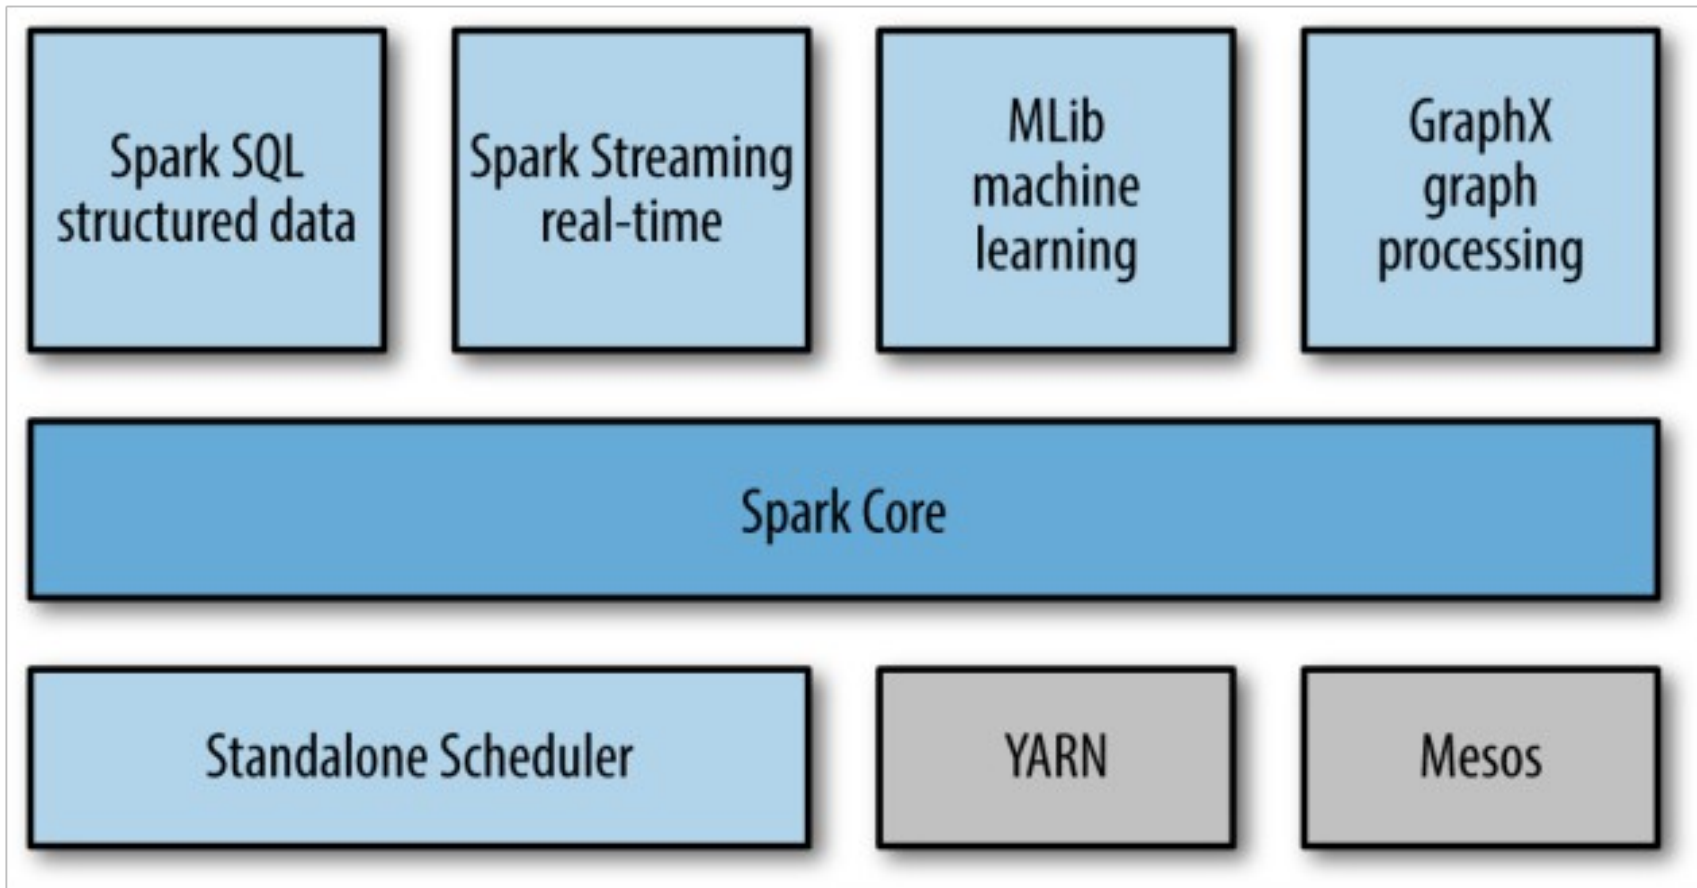 Spark SQL
structured data
Spark Streaming
real-time
MLib
machine
learning
GraphX
graph
processing
Spark Core
Standalone Scheduler
YARN
Mesos